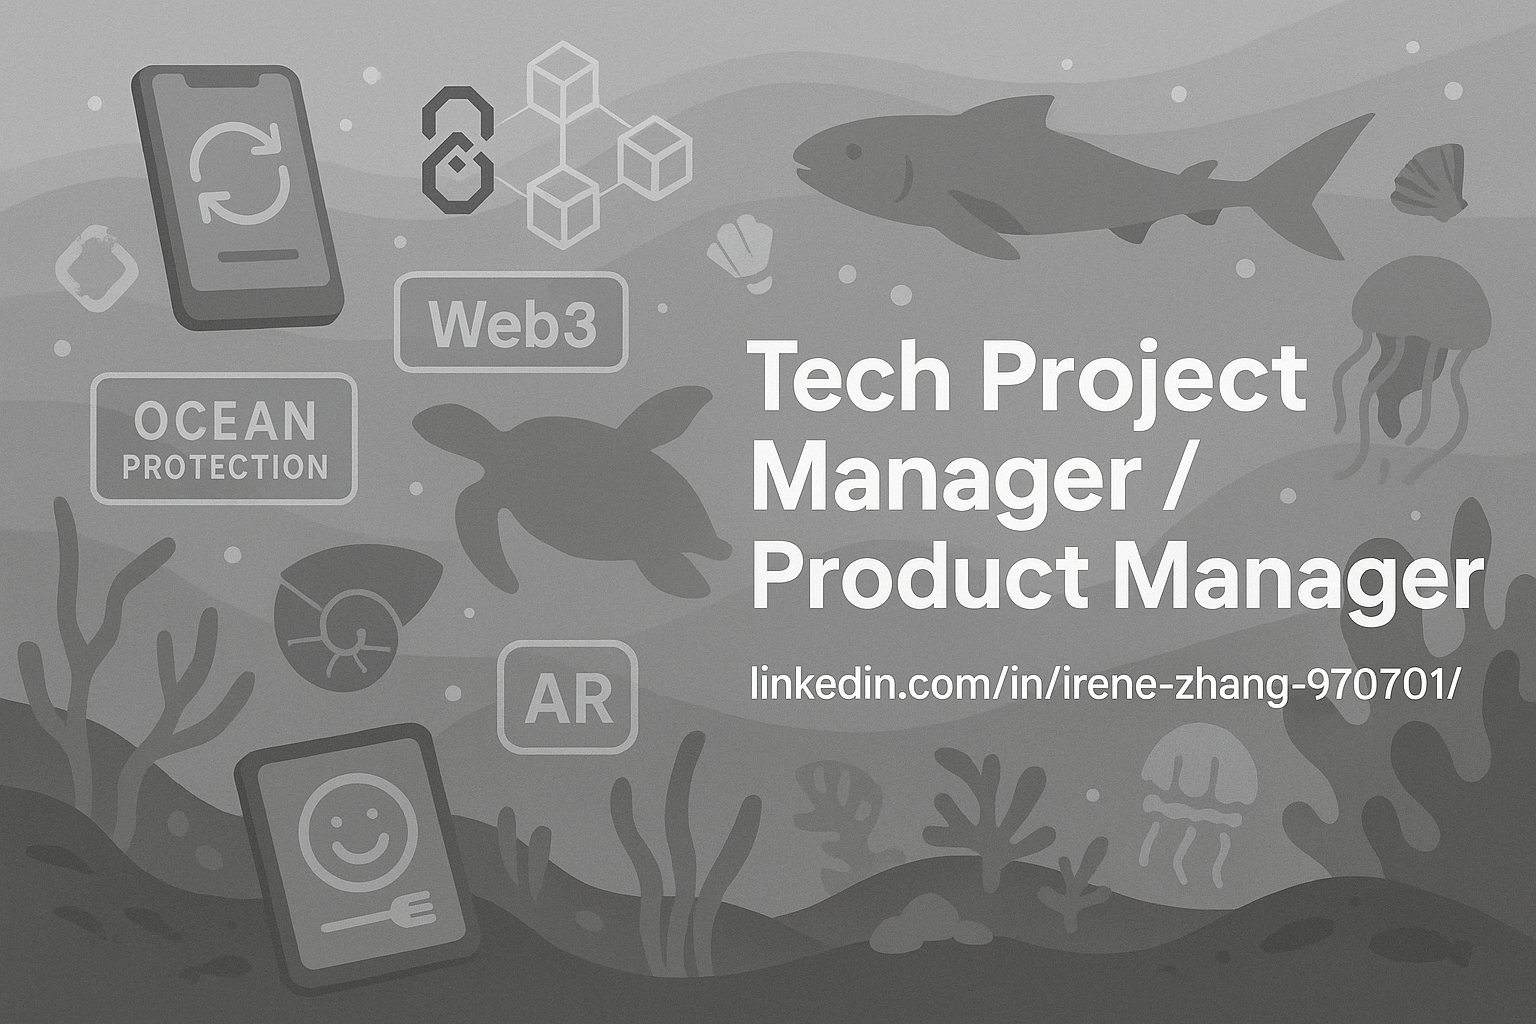 Web3
OCEAN
PROTECTION
Tech Project
Manager /
Product Manager
AR
linkedin.com/in/irene-zhang-970701/